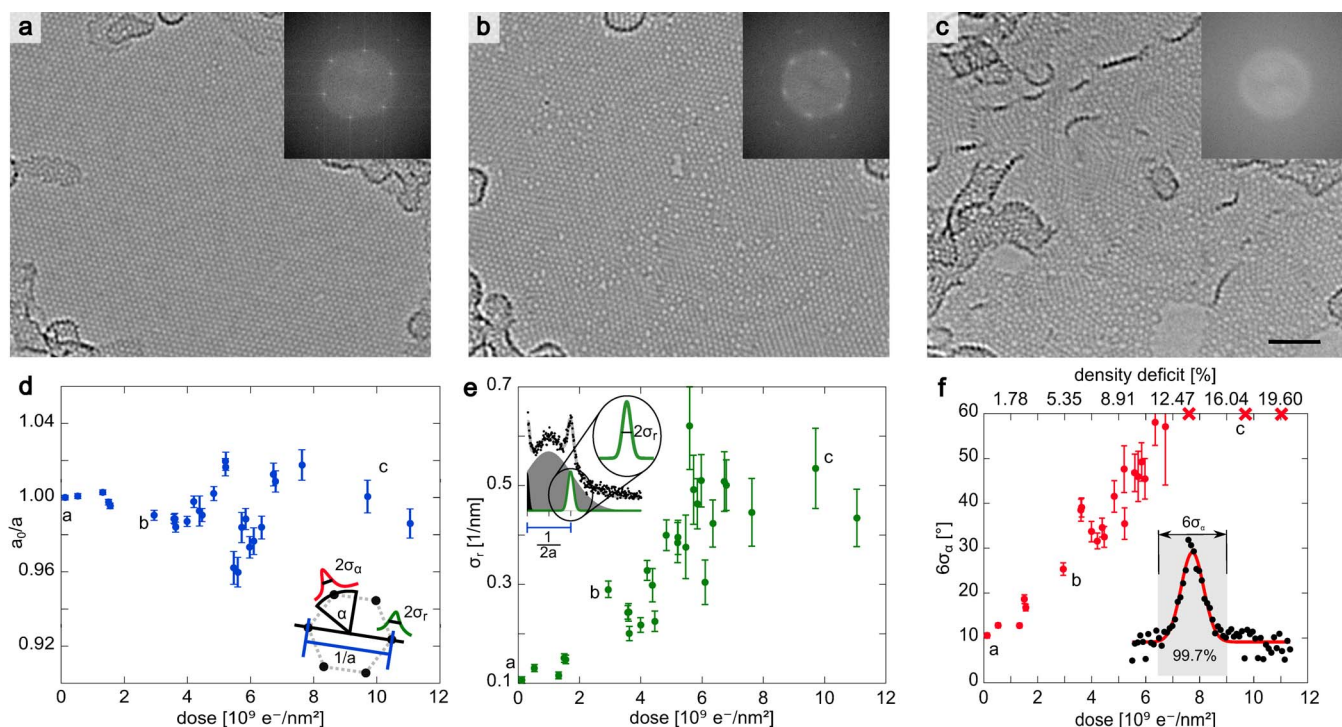 a
b
c
d
1.04
1.00
0.96
0.92
a₀/a
a
b
c
2σα
α
2σr
1/a
0 2 4 6 8 10 12
dose [10⁹ e⁻/nm²]
e
0.7
0.5
0.3
0.1
σr [1/nm]
2σr
1
2a
a
b
c
0 2 4 6 8 10 12
dose [10⁹ e⁻/nm²]
f
density deficit [%]
1.78 5.35 8.91 12.47 16.04 19.60
60
50
40
30
20
10
0
6σα [°]
c
b
a
6σα
99.7%
0 2 4 6 8 10 12
dose [10⁹ e⁻/nm²]